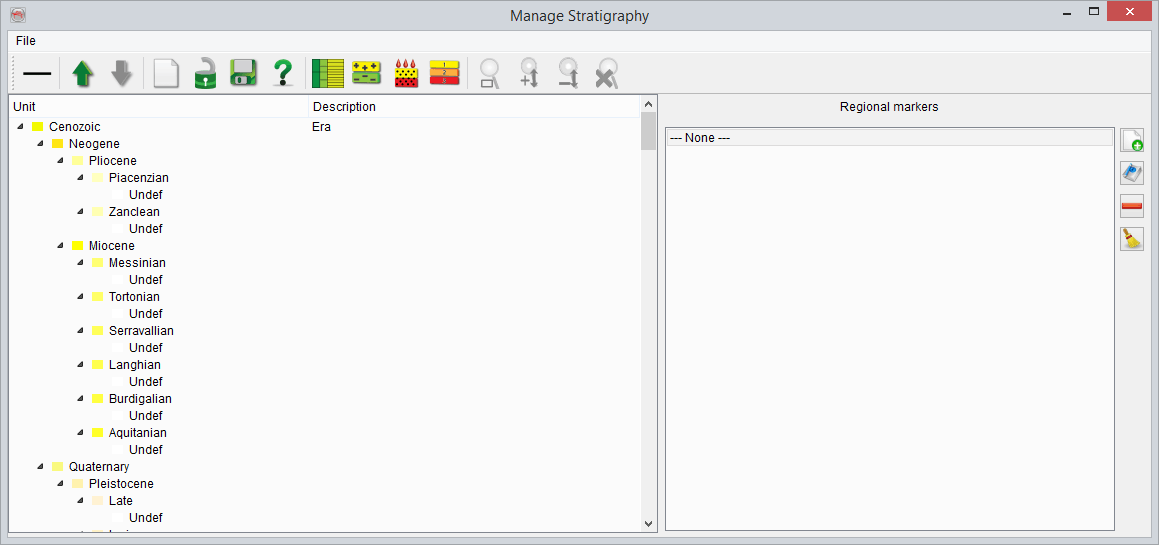 Manage Stratigraphy
File
Unit Description
Regional markers
Cenozoic Era
--- None ---
Neogene
Pliocene
Piacenzian
Undef
Zanclean
Undef
Miocene
Messinian
Undef
Tortonian
Undef
Serravallian
Undef
Langhian
Undef
Burdigalian
Undef
Aquitanian
Undef
Quaternary
Pleistocene
Late
Undef